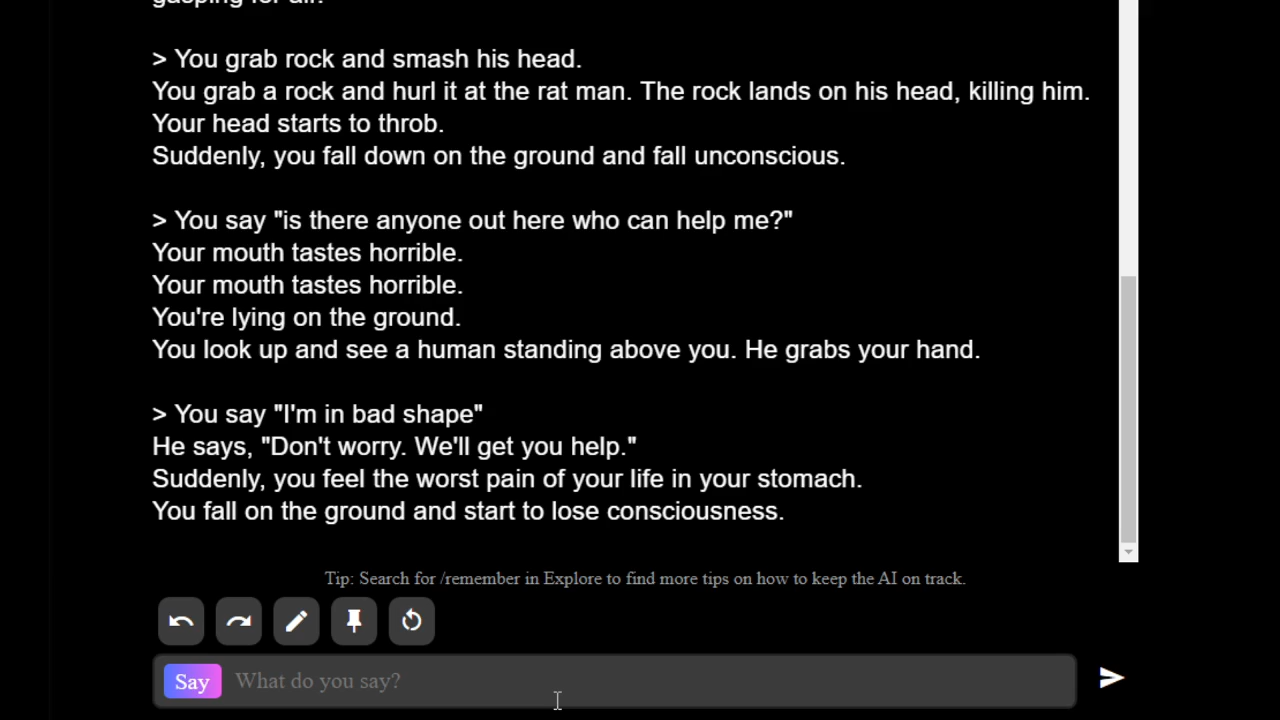 gasping for air.
> You grab rock and smash his head.
You grab a rock and hurl it at the rat man. The rock lands on his head, killing him.
Your head starts to throb.
Suddenly, you fall down on the ground and fall unconscious.
> You say "is there anyone out here who can help me?"
Your mouth tastes horrible.
Your mouth tastes horrible.
You're lying on the ground.
You look up and see a human standing above you. He grabs your hand.
> You say "I'm in bad shape"
He says, "Don't worry. We'll get you help."
Suddenly, you feel the worst pain of your life in your stomach.
You fall on the ground and start to lose consciousness.
Tip: Search for /remember in Explore to find more tips on how to keep the AI on track.
Say What do you say?